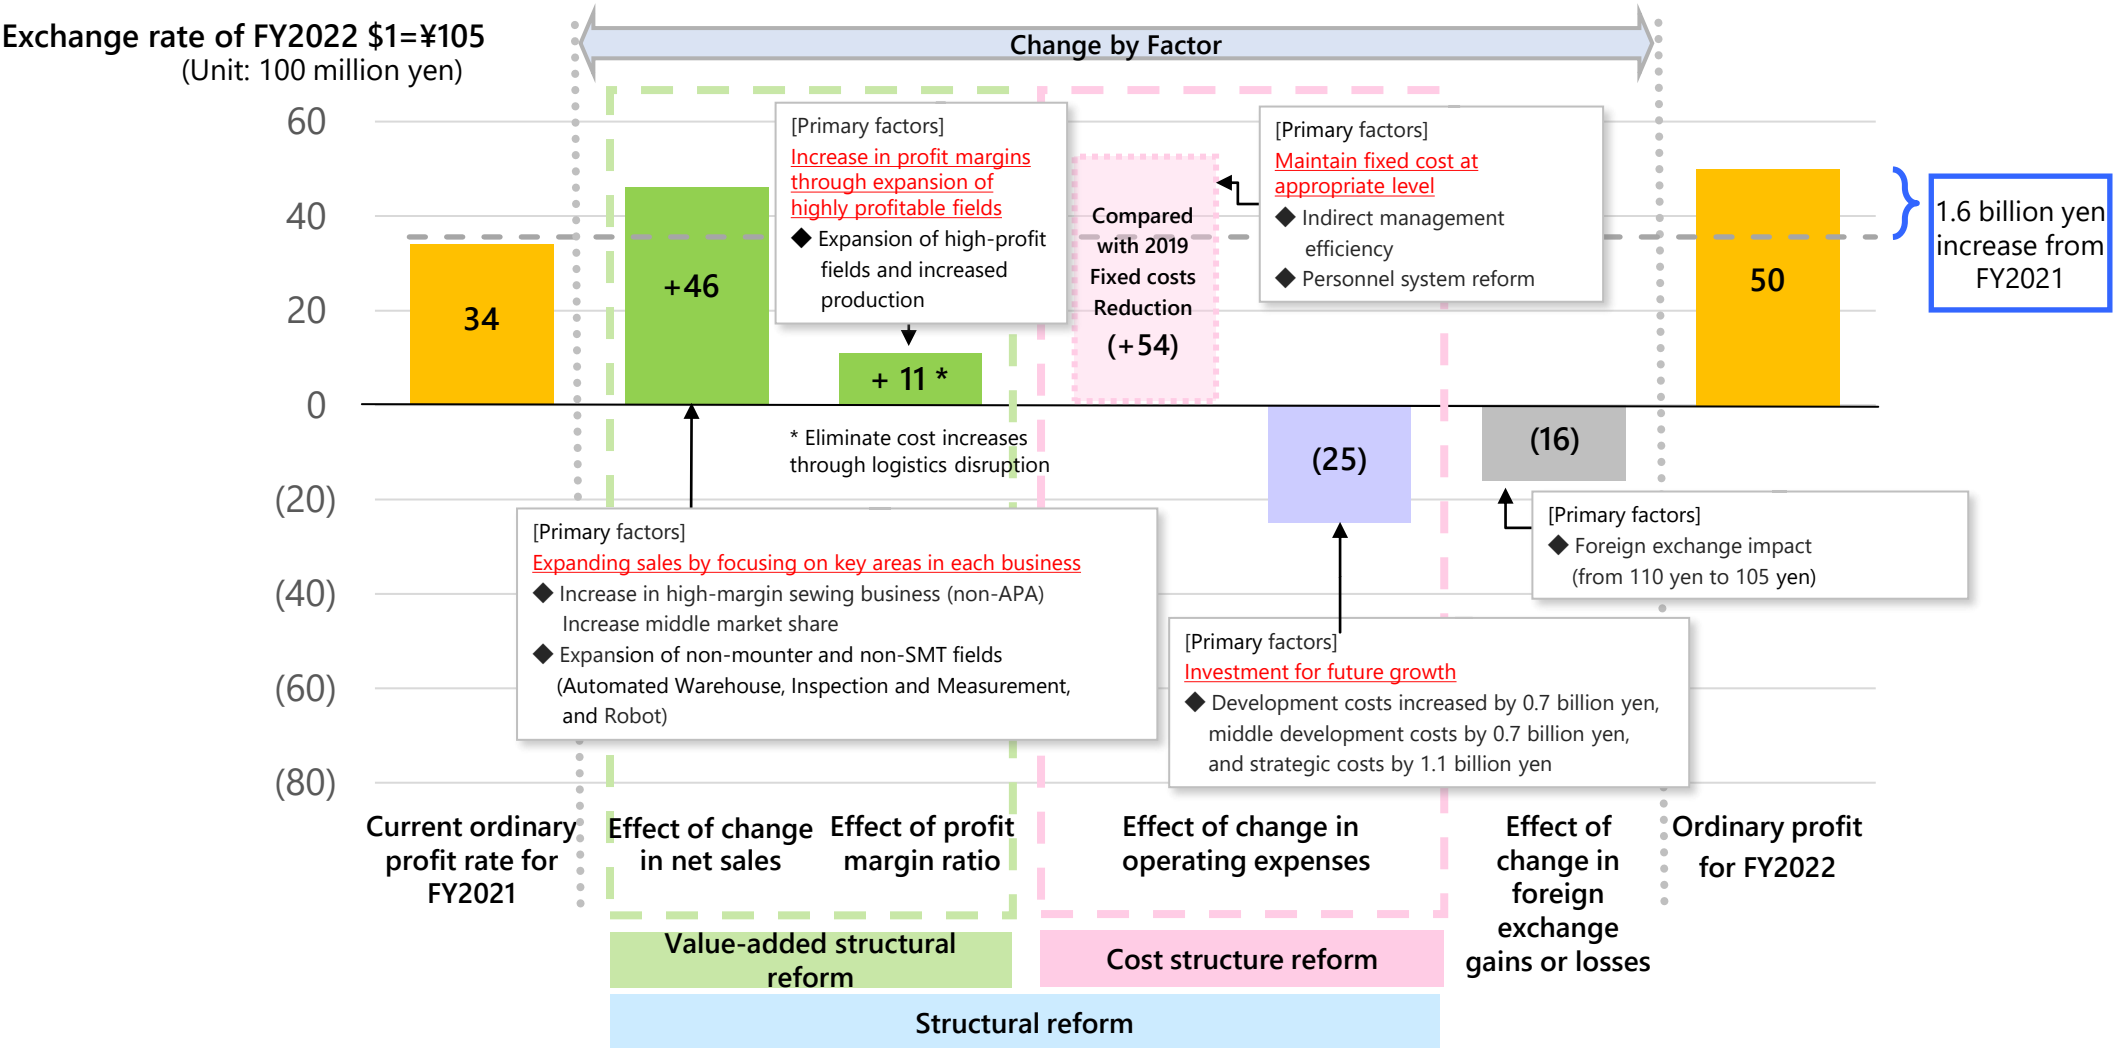 Exchange rate of FY2022 $1=¥105
(Unit: 100 million yen)
Change by Factor
60
40
20
0
(20)
(40)
(60)
(80)
34
+46
[Primary factors]
Increase in profit margins
through expansion of
highly profitable fields
◆ Expansion of high-profit
fields and increased
production
+ 11 *
* Eliminate cost increases
through logistics disruption
Compared
with 2019
Fixed costs
Reduction
(+54)
[Primary factors]
Maintain fixed cost at
appropriate level
◆ Indirect management
efficiency
◆ Personnel system reform
(25)
(16)
50
1.6 billion yen
increase from
FY2021
[Primary factors]
Expanding sales by focusing on key areas in each business
◆ Increase in high-margin sewing business (non-APA)
Increase middle market share
◆ Expansion of non-mounter and non-SMT fields
(Automated Warehouse, Inspection and Measurement,
and Robot)
[Primary factors]
◆ Foreign exchange impact
(from 110 yen to 105 yen)
[Primary factors]
Investment for future growth
◆ Development costs increased by 0.7 billion yen,
middle development costs by 0.7 billion yen,
and strategic costs by 1.1 billion yen
Current ordinary
profit rate for
FY2021
Effect of change
in net sales
Effect of profit
margin ratio
Effect of change in
operating expenses
Effect of
change in
foreign
exchange
gains or losses
Ordinary profit
for FY2022
Value-added structural
reform
Cost structure reform
Structural reform